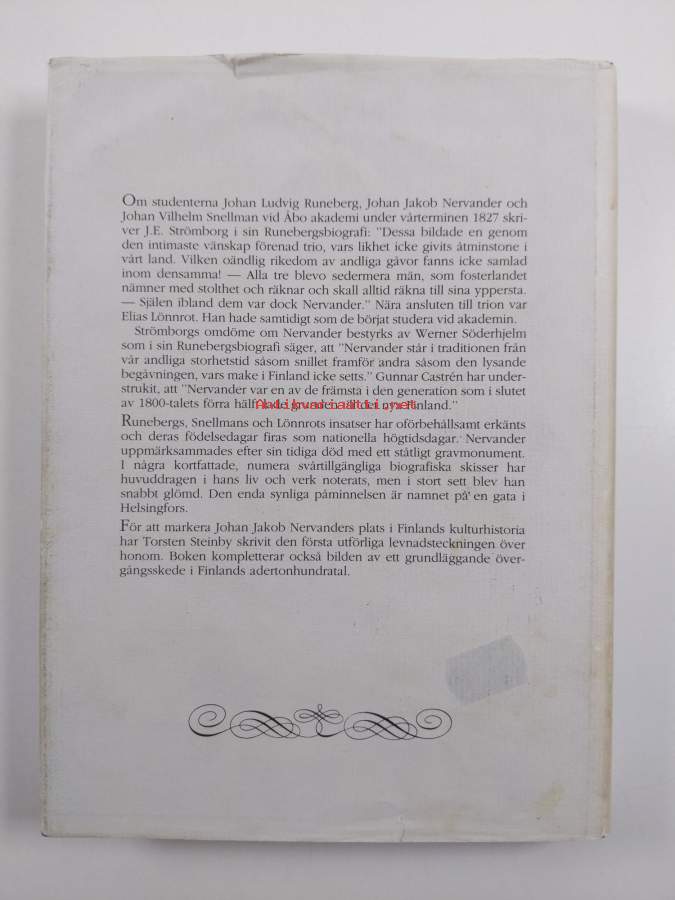 Om studenterna Johan Ludvig Runeberg, Johan Jakob Nervander och
Johan Vilhelm Snellman vid Åbo akademi under vårterminen 1827 skri-
ver J.E. Strömborg i sin Runebergsbiografi: "Dessa bildade en genom
den intimaste vänskap förenad trio, vars likhet icke givits åtminstone i
vårt land. Vilken oändlig rikedom av andliga gåvor fanns icke samlad
inom densamma! — Alla tre blevo sedermera män, som fosterlandet
nämner med stolthet och räknar och skall alltid räkna till sina yppersta.
— Själen ibland dem var dock Nervander." Nära ansluten till trion var
Elias Lönnrot. Han hade samtidigt som de börjat studera vid akademin.
Strömborgs omdöme om Nervander bestyrks av Werner Söderhjelm
som i sin Runebergsbiografi säger, att "Nervander står i traditionen från
vår andliga storhetstid såsom snillet framför andra såsom den lysande
begåvningen, vars make i Finland icke setts." Gunnar Castrén har under-
strukit, att "Nervander var en av de främsta i den generation som i slutet
av 1800-talets förra hälft lade grunden till det nya Finland."
Antikvariaatti.net
Runebergs, Snellmans och Lönnrots insatser har oförbehållsamt erkänts
och deras födelsedagar firas som nationella högtidsdagar. Nervander
uppmärksammades efter sin tidiga död med ett ståtligt gravmonument.
I några kortfattade, numera svårtillgängliga biografiska skisser har
huvuddragen i hans liv och verk noterats, men i stort sett blev han
snabbt glömd. Den enda synliga påminnelsen är namnet på en gata i
Helsingfors.
För att markera Johan Jakob Nervanders plats i Finlands kulturhistoria
har Torsten Steinby skrivit den första utförliga levnadsteckningen över
honom. Boken kompletterar också bilden av ett grundläggande över-
gångsskede i Finlands adertonhundratal.